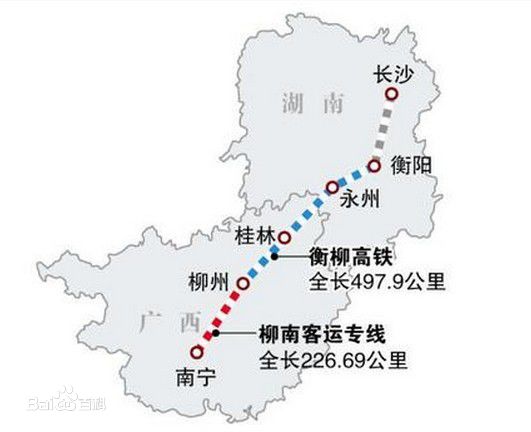 长沙
湖南
衡阳
永州
桂林
衡柳高铁
全长497.9公里
柳州
广西
柳南客运专线
全长226.69公里
南宁
Bai百科